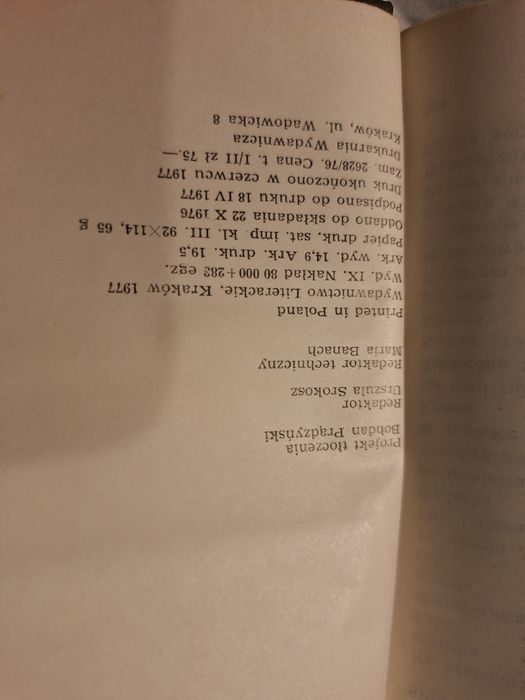 Projekt tłoczenia
Bohdan Prądzyński
Redaktor
Urszula Srokosz
Redaktor techniczny
Maria Banach
Printed in Poland
Wydawnictwo Literackie, Kraków 1977
Wyd. IX. Nakład 80 000+283 egz.
Ark. wyd. 14,9. Ark. druk. 19,5
Papier druk. sat. imp. kl. III. 92×114, 65 g
Oddano do składania 22 X 1976
Podpisano do druku 18 IV 1977
Druk ukończono w czerwcu 1977
Zam. 2628/76. Cena t. I/II zł 75.—
Drukarnia Wydawnicza
Kraków, ul. Wadowicka 8